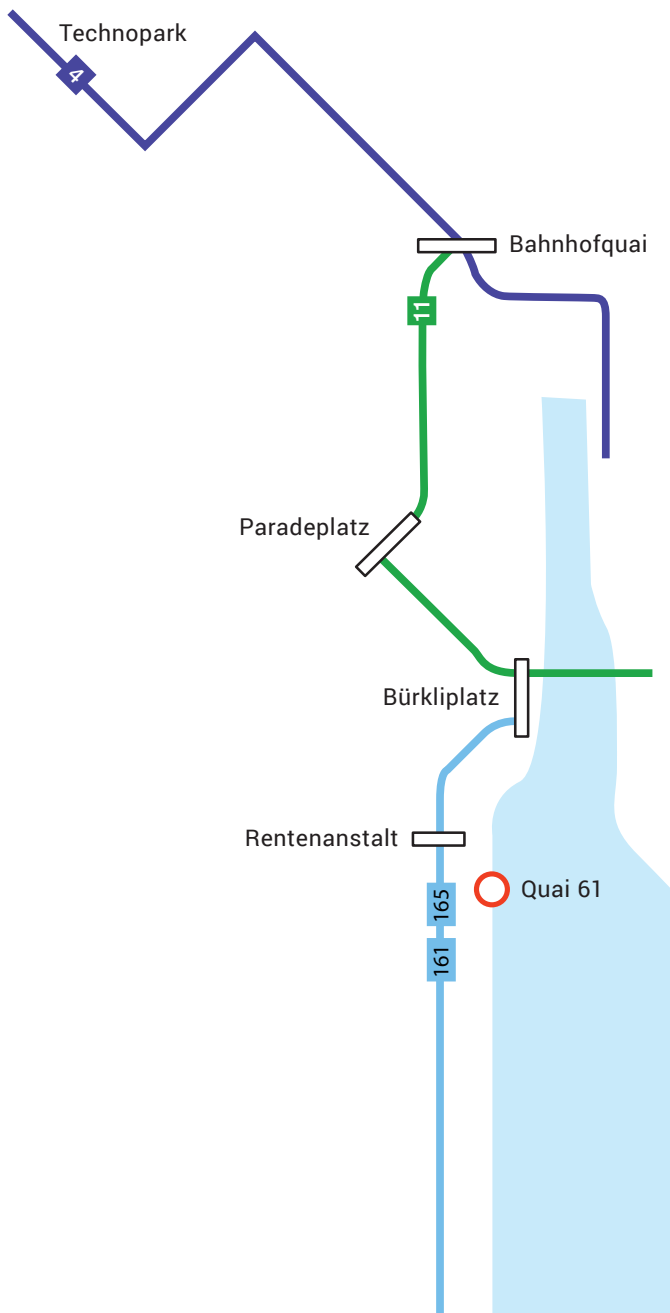 Technopark
4
Bahnhofquai
11
Paradeplatz
Bürkliplatz
Rentenanstalt
Quai 61
165
161